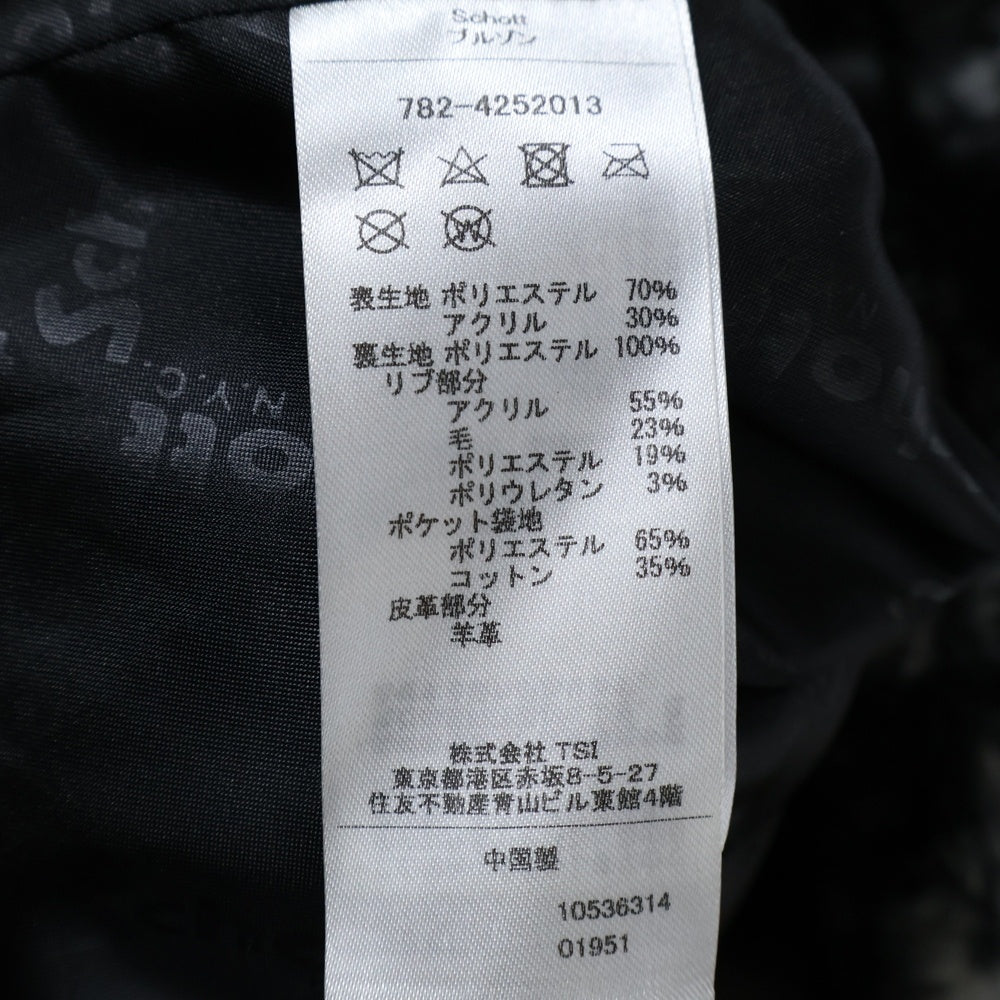 Schott
ブルゾン
782-4252013
表生地 ポリエステル 70%
アクリル 30%
裏生地 ポリエステル 100%
リブ部分
アクリル 55%
毛 23%
ポリエステル 19%
ポリウレタン 3%
ポケット袋地
ポリエステル 65%
コットン 35%
皮革部分
羊革
株式会社 TSI
東京都港区赤坂8-5-27
住友不動産青山ビル東館4階
中国製
10536314
01951
Sch
N.Y.C.